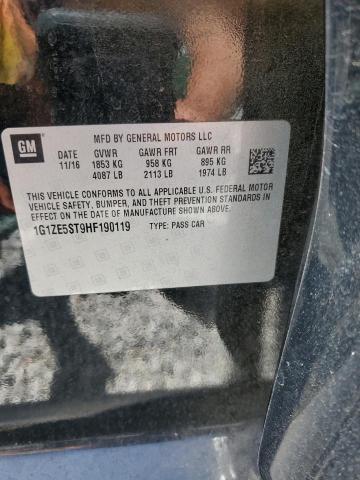 GM
MFD BY GENERAL MOTORS LLC
DATE GVWR GAWR FRT GAWR RR
11/16 1853 KG 958 KG 895 KG
4087 LB 2113 LB 1974 LB
THIS VEHICLE CONFORMS TO ALL APPLICABLE U.S. FEDERAL MOTOR
VEHICLE SAFETY, BUMPER, AND THEFT PREVENTION STANDARDS IN
EFFECT ON THE DATE OF MANUFACTURE SHOWN ABOVE.
1G1ZE5ST9HF190119 TYPE: PASS CAR